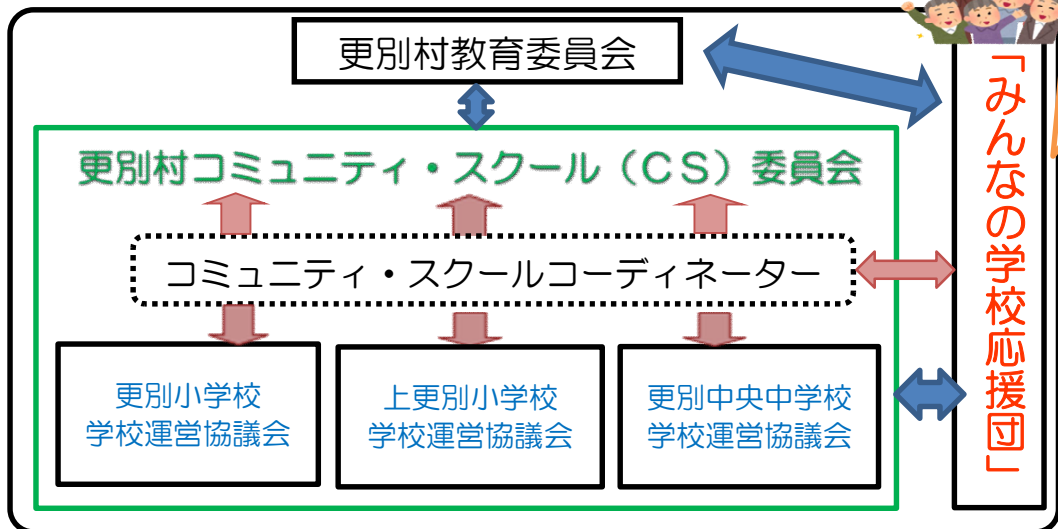 更別村教育委員会
「みんなの学校応援団」
更別村コミュニティ・スクール（ＣＳ）委員会
コミュニティ・スクールコーディネーター
更別小学校
学校運営協議会
上更別小学校
学校運営協議会
更別中央中学校
学校運営協議会